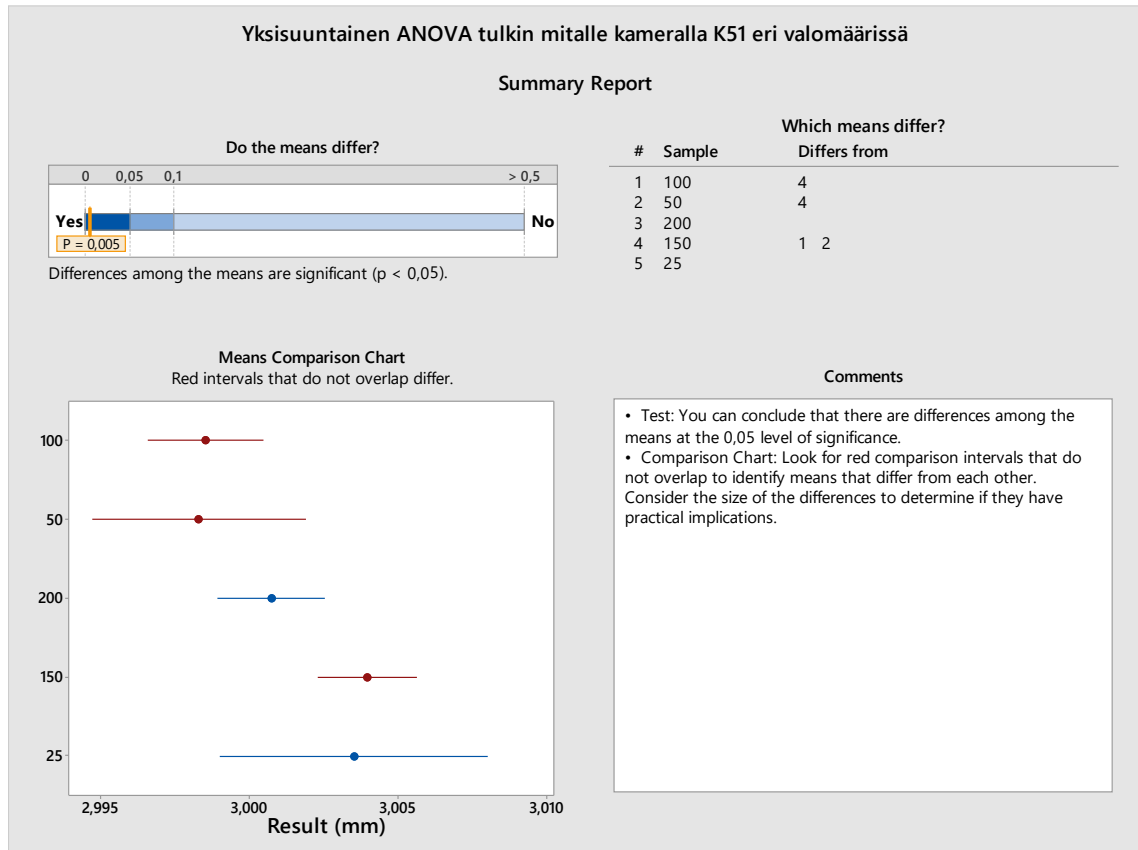 Yksisuuntainen ANOVA tulkin mitalle kameralla K51 eri valomäärissä
Summary Report
Do the means differ?
0 0,05 0,1 > 0,5
Yes No
P = 0,005
Differences among the means are significant (p < 0,05).
Which means differ?
# Sample Differs from
1 100 4
2 50 4
3 200
4 150 1 2
5 25
Means Comparison Chart
Red intervals that do not overlap differ.
100
50
200
150
25
2,995 3,000 3,005 3,010
Result (mm)
Comments
• Test: You can conclude that there are differences among the
means at the 0,05 level of significance.
• Comparison Chart: Look for red comparison intervals that do
not overlap to identify means that differ from each other.
Consider the size of the differences to determine if they have
practical implications.